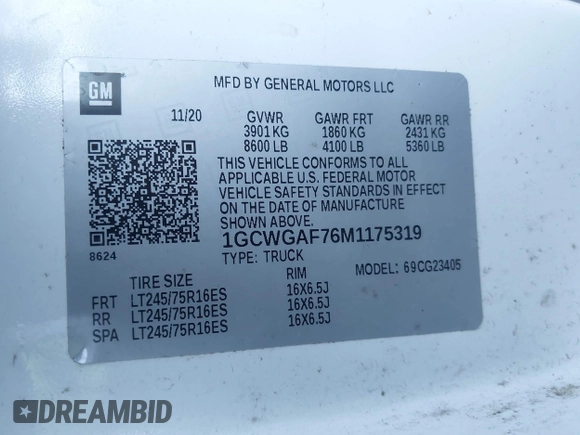 GM
MFD BY GENERAL MOTORS LLC
11/20 GVWR GAWR FRT GAWR RR
3901 KG 1860 KG 2431 KG
8600 LB 4100 LB 5360 LB
THIS VEHICLE CONFORMS TO ALL
APPLICABLE U.S. FEDERAL MOTOR
VEHICLE SAFETY STANDARDS IN EFFECT
ON THE DATE OF MANUFACTURE
SHOWN ABOVE.
8624
1GCWGAF76M1175319
TYPE: TRUCK
MODEL: 69CG23405
TIRE SIZE RIM
FRT LT245/75R16ES 16X6.5J
RR LT245/75R16ES 16X6.5J
SPA LT245/75R16ES 16X6.5J
DREAMBID